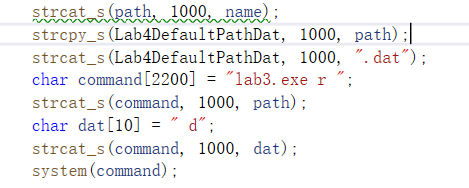 strcat_s(path, 1000, name);
strcpy_s(Lab4DefaultPathDat, 1000, path);
strcat_s(Lab4DefaultPathDat, 1000, ".dat");
char command[2200] = "lab3.exe r ";
strcat_s(command, 1000, path);
char dat[10] = " d";
strcat_s(command, 1000, dat);
system(command);